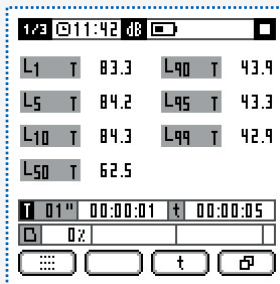 1/3 11:42 dB
L1 T 83.3 L90 T 43.9
L5 T 84.2 L95 T 43.3
L10 T 84.3 L99 T 42.9
L50 T 62.5
T 01" 00:00:01 t 00:00:05
0%
t